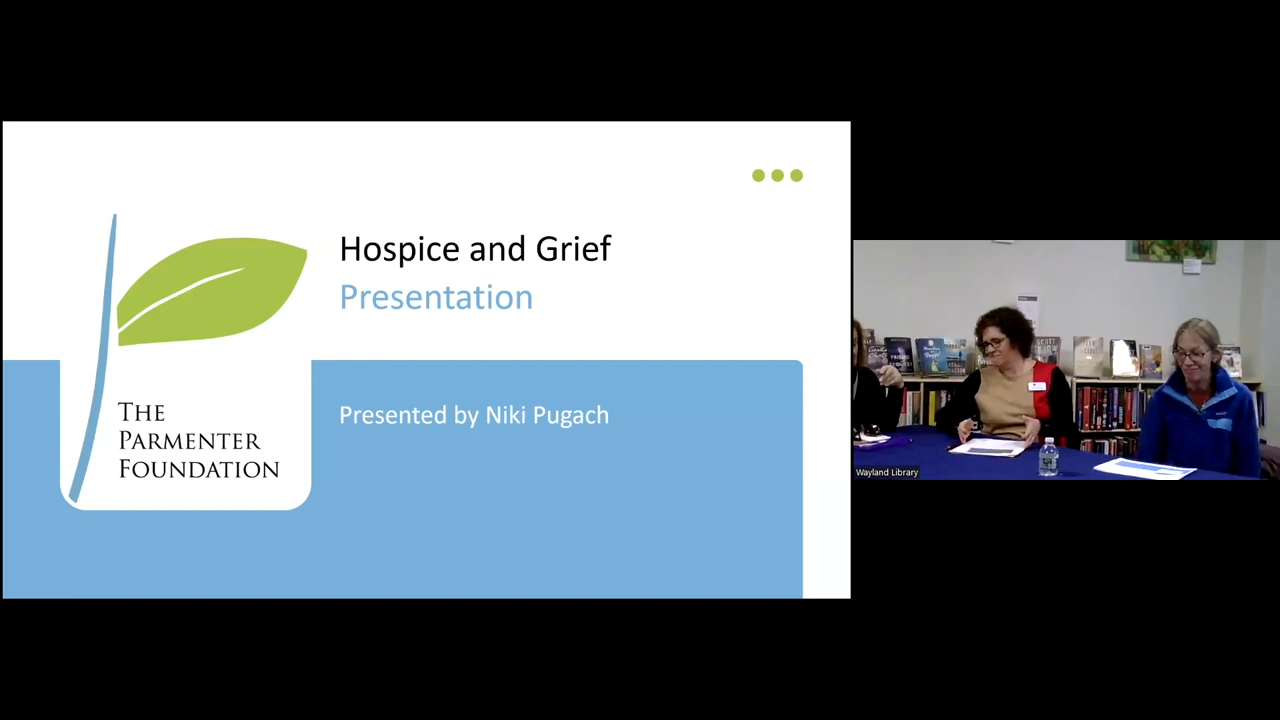 Hospice and Grief
Presentation
THE
PARMENTER
FOUNDATION
Presented by Niki Pugach
Wayland Library